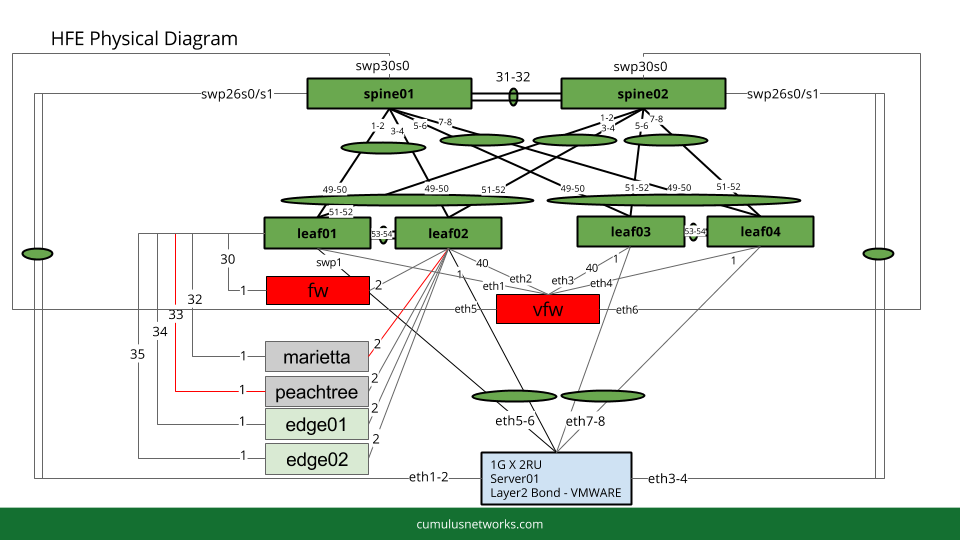 HFE Physical Diagram
swp30s0
swp30s0
31-32
swp26s0/s1
spine01
spine02
swp26s0/s1
1-2
3-4
5-6
7-8
1-2
3-4
5-6
7-8
49-50
49-50
51-52
49-50
51-52
49-50
51-52
51-52
leaf01
53-54
leaf02
leaf03
53-54
leaf04
30
swp1
1
40
eth2
eth1
eth3
40
1
eth4
1
1
fw
2
32
33
34
35
eth5
vfw
eth6
1
marietta
2
1
peachtree
2
1
edge01
2
1
edge02
2
eth5-6
eth7-8
eth1-2
1G X 2RU
Server01
Layer2 Bond - VMWARE
eth3-4
cumulusnetworks.com